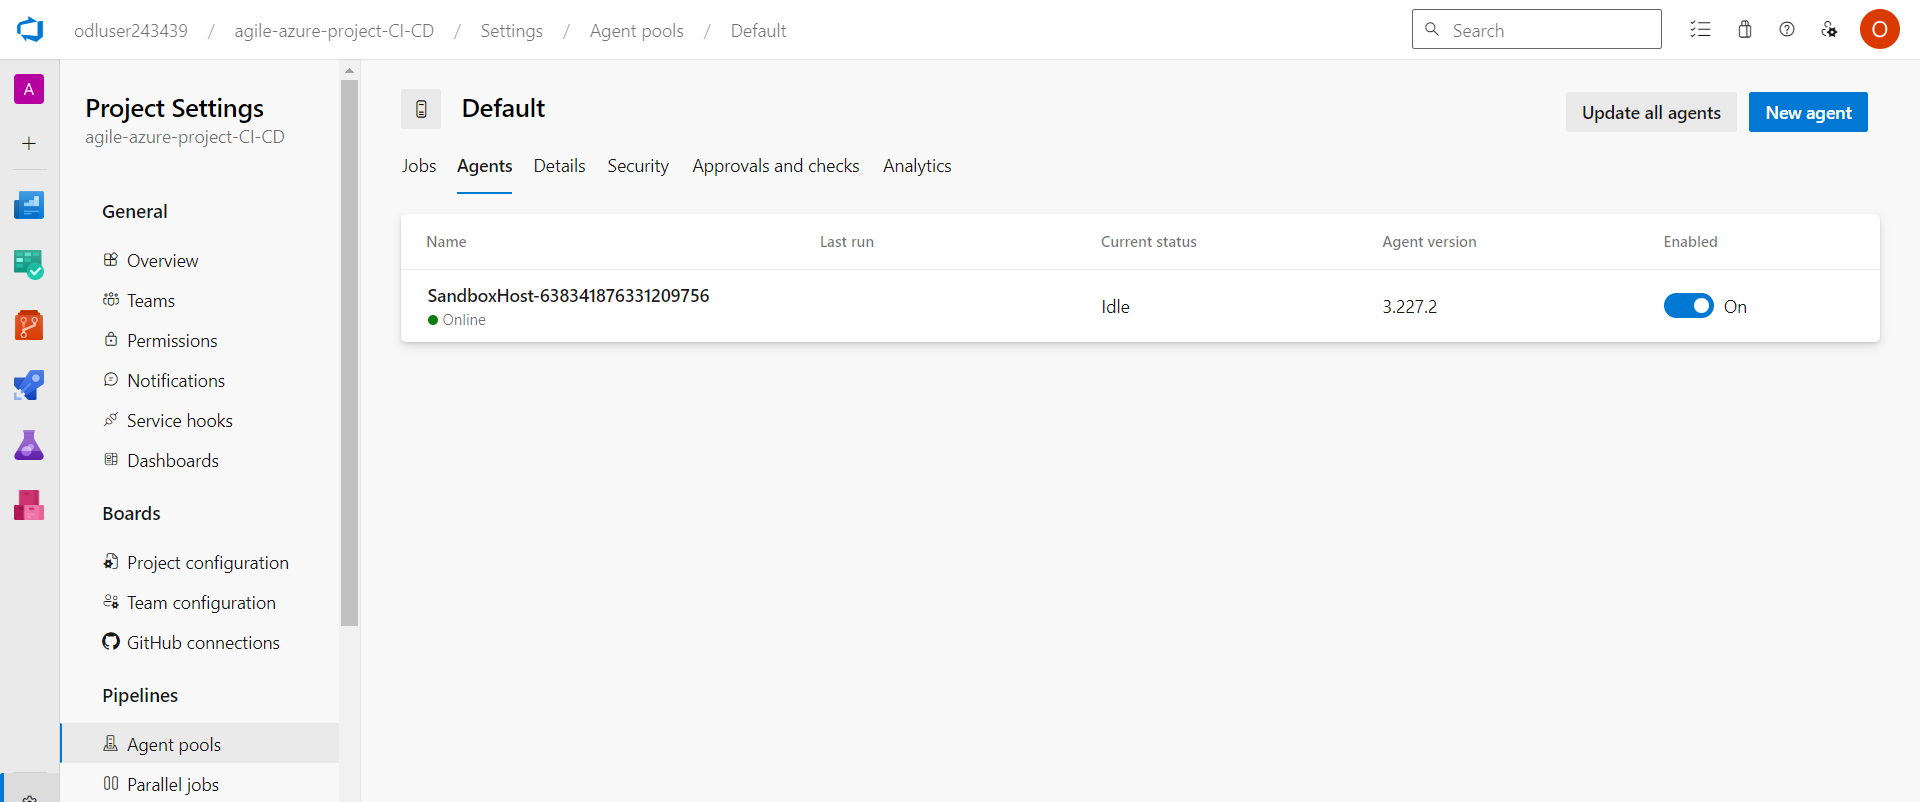 odluser243439 / agile-azure-project-CI-CD / Settings / Agent pools / Default
Search
O
A
Project Settings
agile-azure-project-CI-CD
General
Overview
Teams
Permissions
Notifications
Service hooks
Dashboards
Boards
Project configuration
Team configuration
GitHub connections
Pipelines
Agent pools
Parallel jobs
Default
Update all agents
New agent
Jobs Agents Details Security Approvals and checks Analytics
Name Last run Current status Agent version Enabled
SandboxHost-638341876331209756
Online
Idle 3.227.2 On